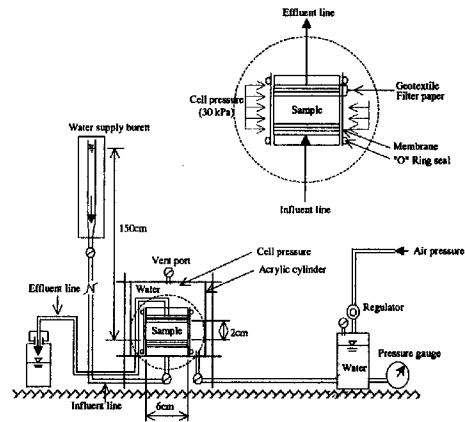 Effluent line
Cell pressure
(30 kPa)
Sample
Geotextile
Filter paper
Membrane
"O" Ring seal
Influent line
Water supply burett
150cm
Vent port
Cell pressure
Acrylic cylinder
Air pressure
Effluent line
Water
Regulator
Sample
2cm
Pressure gauge
Water
Influent line
6cm